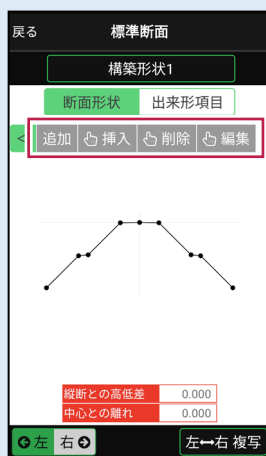 戻る 標準断面
構築形状1
断面形状 出来形項目
< 追加 挿入 削除 編集
縦断との高低差 0.000
中心との離れ 0.000
左 右 左↔右 複写